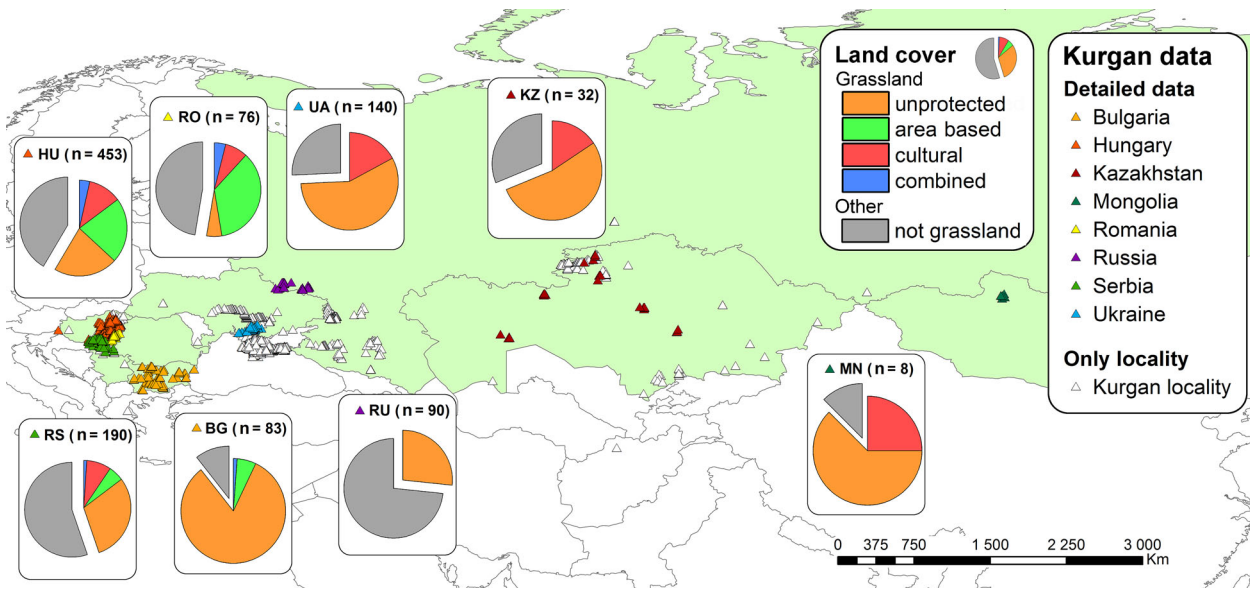 HU (n = 453)
RO (n = 76)
UA (n = 140)
KZ (n = 32)
Land cover
Grassland
unprotected
area based
cultural
combined
Other
not grassland
Kurgan data
Detailed data
Bulgaria
Hungary
Kazakhstan
Mongolia
Romania
Russia
Serbia
Ukraine
Only locality
Kurgan locality
RS (n = 190)
BG (n = 83)
RU (n = 90)
MN (n = 8)
0 375 750 1 500 2 250 3 000
Km